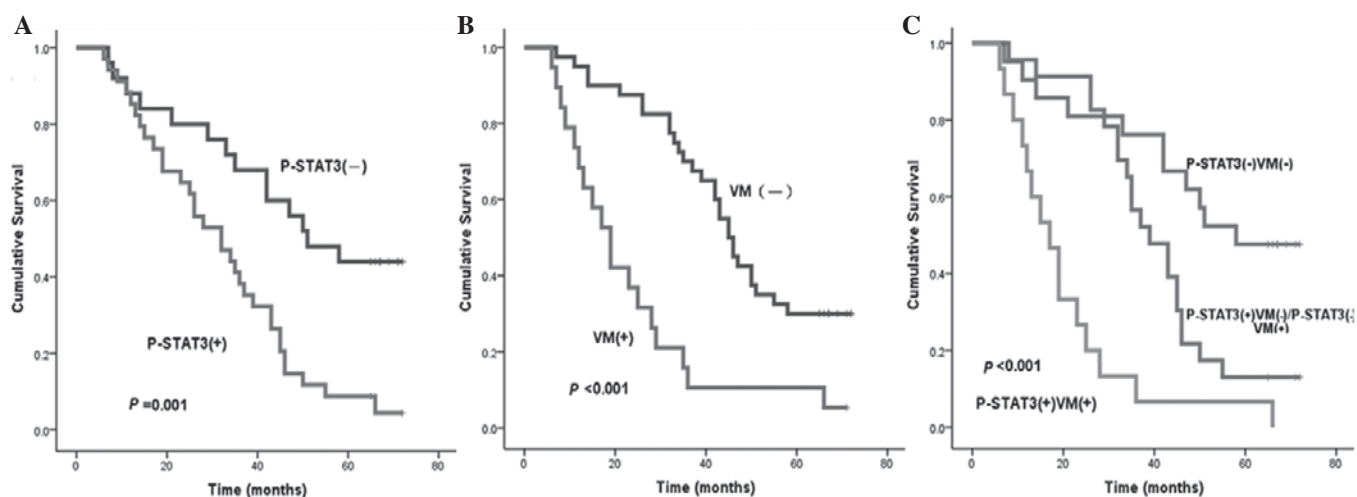 A
1.0
0.8
0.6
0.4
0.2
0.0
Cumulative Survival
P-STAT3(—)
P-STAT3(+)
P =0.001
0
20
40
60
80
Time (months)
B
1.0
0.8
0.6
0.4
0.2
0.0
Cumulative Survival
VM (—)
VM(+)
P <0.001
0
20
40
60
80
Time (months)
C
1.0
0.8
0.6
0.4
0.2
0.0
Cumulative Survival
P-STAT3(-)VM(-)
P-STAT3(+)VM(-)/P-STAT3(-)
VM(+)
P<0.001
P-STAT3(+)VM(+)
0
20
40
60
80
Time (months)